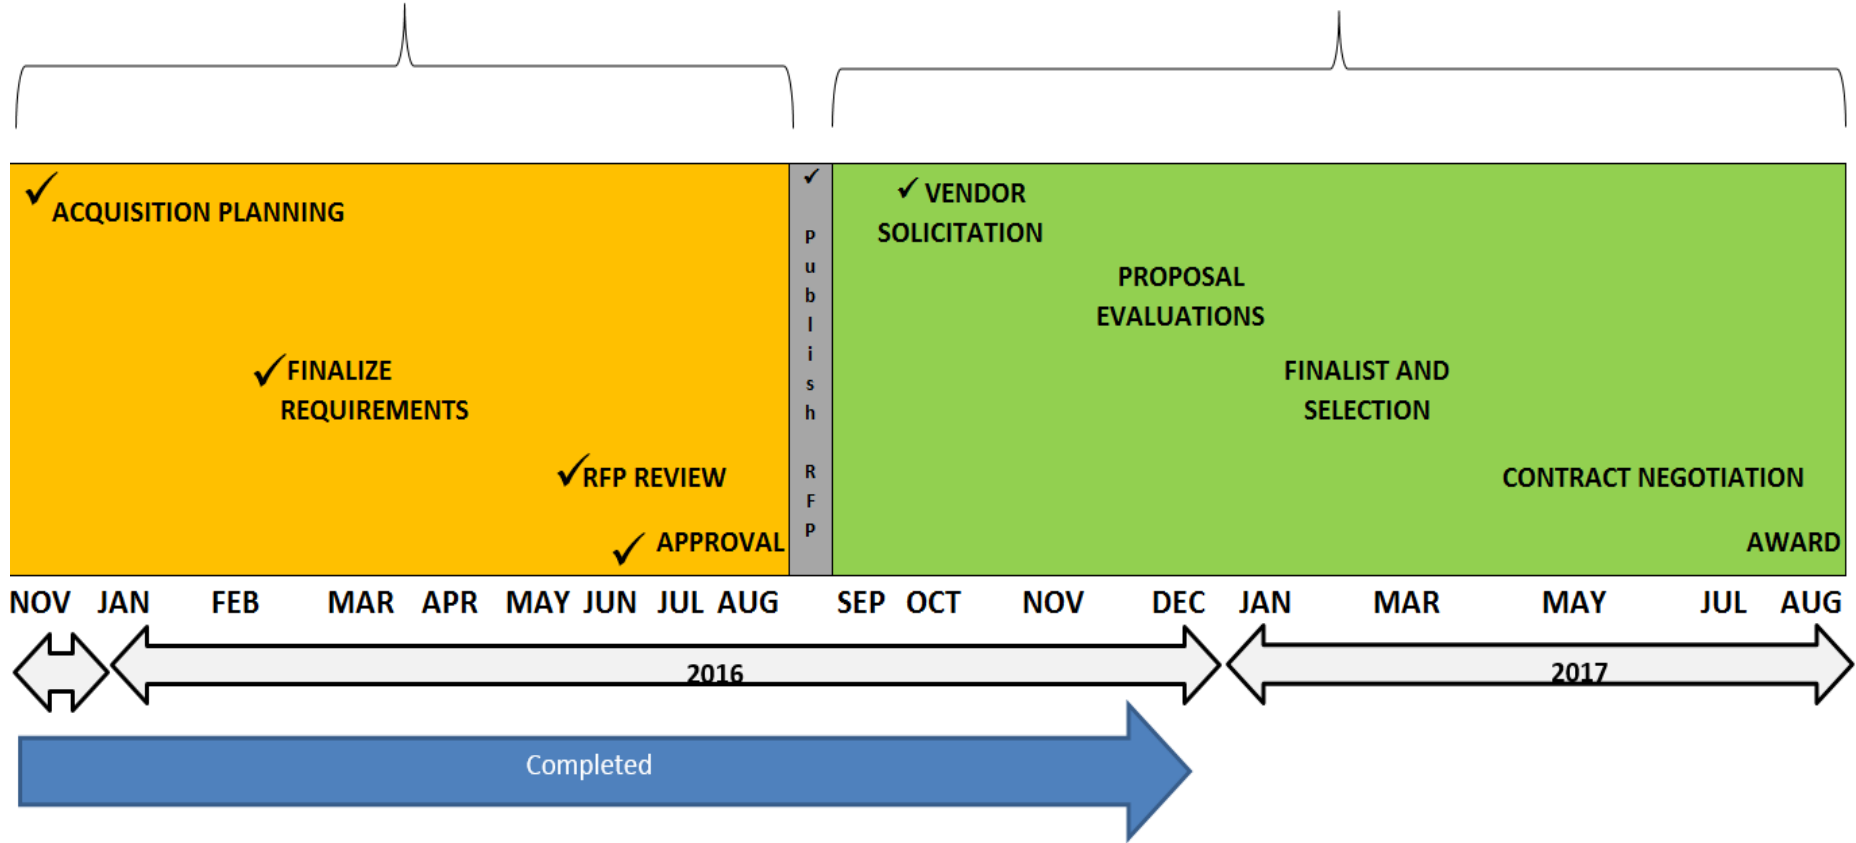 ✓ ACQUISITION PLANNING
✓ FINALIZE
REQUIREMENTS
✓ RFP REVIEW
✓ APPROVAL
✓ Publish RFP
✓ VENDOR
SOLICITATION
PROPOSAL
EVALUATIONS
FINALIST AND
SELECTION
CONTRACT NEGOTIATION
AWARD
NOV JAN FEB MAR APR MAY JUN JUL AUG SEP OCT NOV DEC JAN MAR MAY JUL AUG
2016 2017
Completed